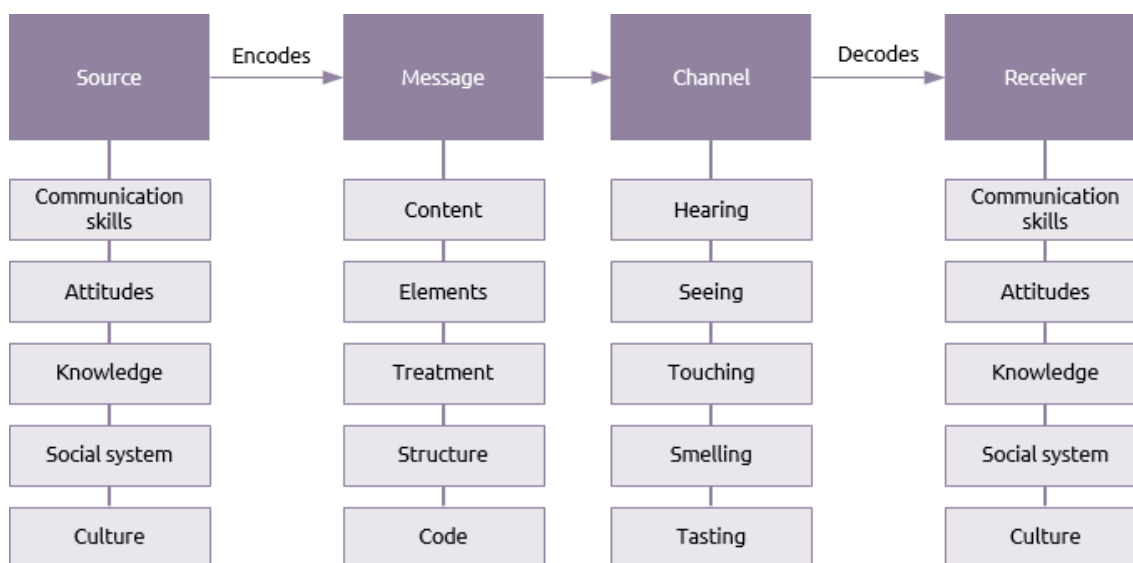 Source
Encodes
Message
Channel
Decodes
Receiver
Communication
skills
Content
Hearing
Communication
skills
Attitudes
Elements
Seeing
Attitudes
Knowledge
Treatment
Touching
Knowledge
Social system
Structure
Smelling
Social system
Culture
Code
Tasting
Culture